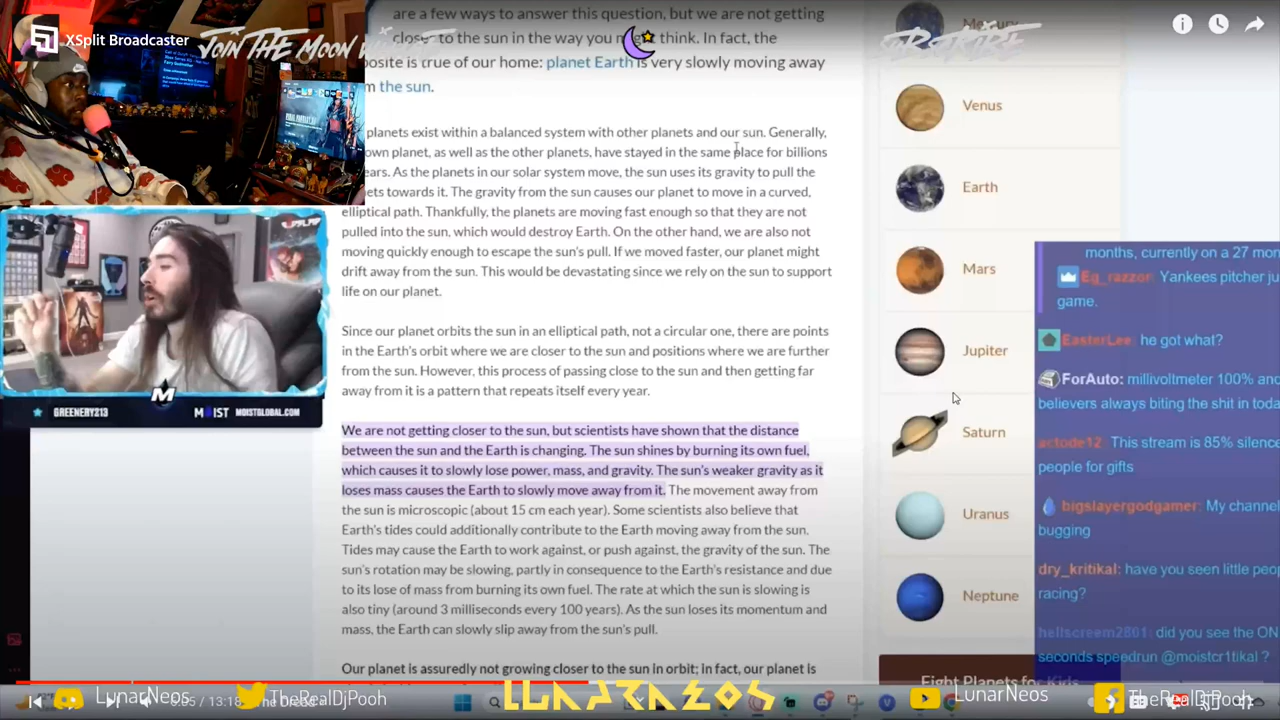 XSplit Broadcaster
JOIN THE MOON
are a few ways to answer this question, but we are not getting
close to the sun in the way you might think. In fact, the
posite is true of our home: planet Earth is very slowly moving away
m the sun.
planets exist within a balanced system with other planets and our sun. Generally,
own planet, as well as the other planets, have stayed in the same place for billions
ears. As the planets in our solar system move, the sun uses its gravity to pull the
nets towards it. The gravity from the sun causes our planet to move in a curved,
elliptical path. Thankfully, the planets are moving fast enough so that they are not
pulled into the sun, which would destroy Earth. On the other hand, we are also not
moving quickly enough to escape the sun's pull. If we moved faster, our planet might
drift away from the sun. This would be devastating since we rely on the sun to support
life on our planet.
Since our planet orbits the sun in an elliptical path, not a circular one, there are points
in the Earth's orbit where we are closer to the sun and positions where we are further
from the sun. However, this process of passing close to the sun and then getting far
away from it is a pattern that repeats itself every year.
We are not getting closer to the sun, but scientists have shown that the distance
between the sun and the Earth is changing. The sun shines by burning its own fuel,
which causes it to slowly lose power, mass, and gravity. The sun's weaker gravity as it
loses mass causes the Earth to slowly move away from it. The movement away from
the sun is microscopic (about 15 cm each year). Some scientists also believe that
Earth's tides could additionally contribute to the Earth moving away from the sun.
Tides may cause the Earth to work against, or push against, the gravity of the sun. The
sun's rotation may be slowing, partly in consequence to the Earth's resistance and due
to its lose of mass from burning its own fuel. The rate at which the sun is slowing is
also tiny (around 3 milliseconds every 100 years). As the sun loses its momentum and
mass, the Earth can slowly slip away from the sun's pull.
Our planet is assuredly not growing closer to the sun in orbit; in fact, our planet is
Mercury
Venus
Earth
Mars
Jupiter
Saturn
Uranus
Neptune
Eight Planets for Kids
months, currently on a 27 mon
Eg_razzor: Yankees pitcher ju
game.
EasterLee: he got what?
ForAuto: millivoltmeter 100% and
believers always biting the shit in toda
actode12: This stream is 85% silence
people for gifts
bigslayergodgamer: My channe
bugging
dry_kritikal: have you seen little peop
racing?
hellscreem2801: did you see the ON
seconds speedrun @moistcr1tikal ?
GREENERY213
M
MOIST MOISTGLOBAL.COM
/ 13:18
LunarNeos
TheRealDjPooh
LUNARNEOS
LunarNeos
TheRealDjPooh